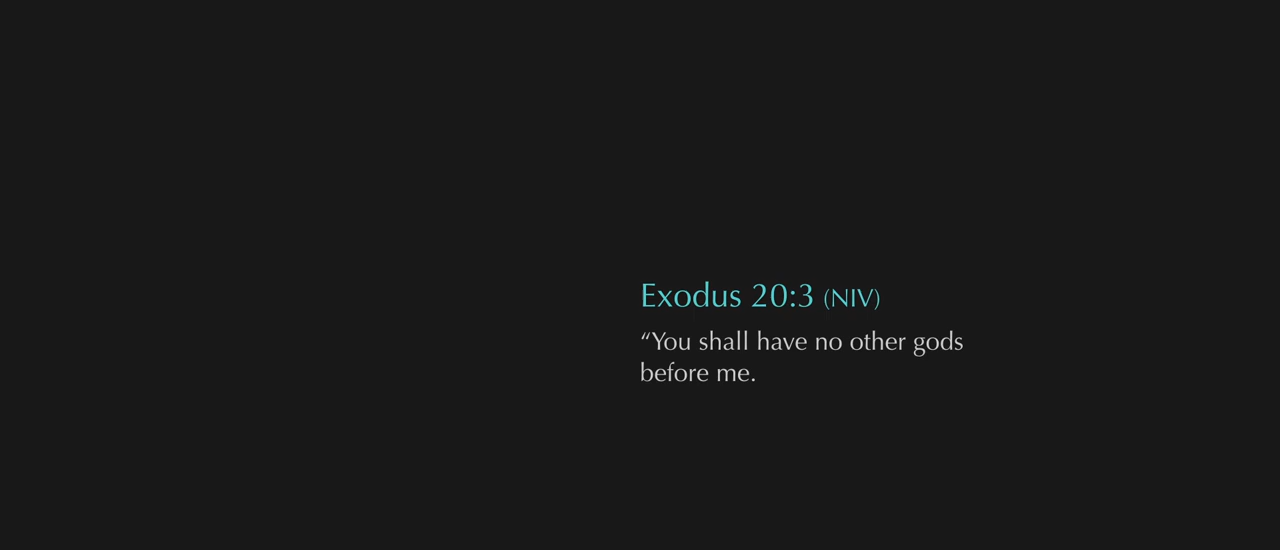 Exodus 20:3 (NIV)
“You shall have no other gods
before me.